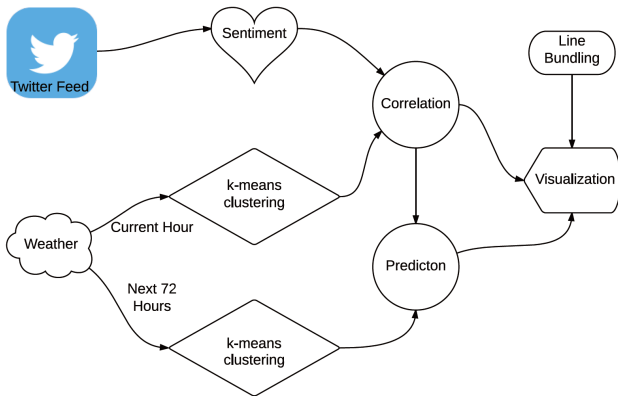 Twitter Feed
Sentiment
Line
Bundling
Correlation
k-means
clustering
Visualization
Current Hour
Weather
Predicton
Next 72
Hours
k-means
clustering